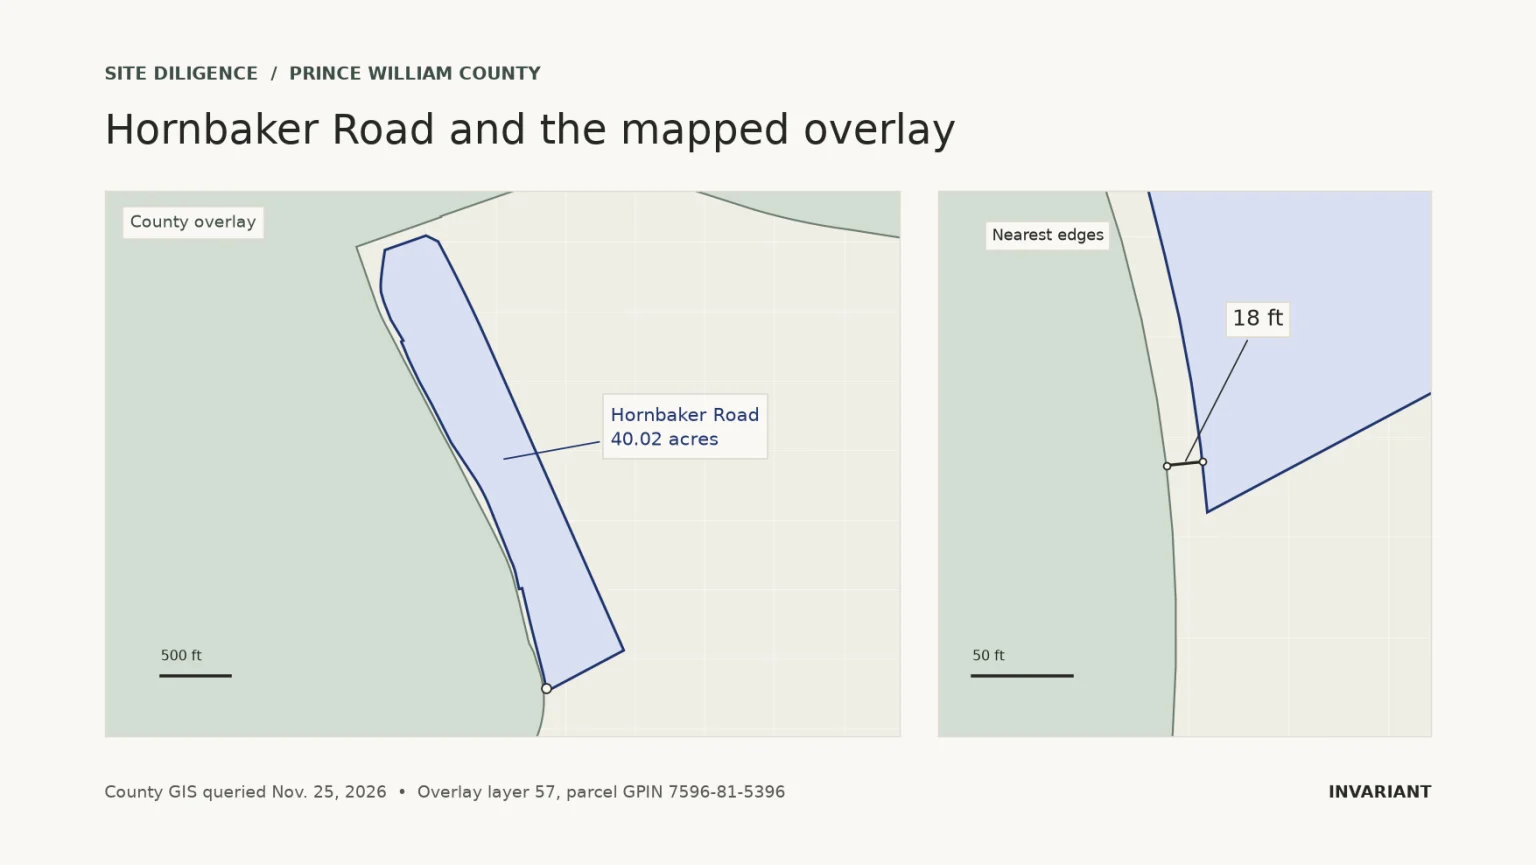 SITE DILIGENCE / PRINCE WILLIAM COUNTY
Hornbaker Road and the mapped overlay
County overlay
Hornbaker Road
40.02 acres
500 ft
Nearest edges
18 ft
50 ft
County GIS queried Nov. 25, 2026 • Overlay layer 57, parcel GPIN 7596-81-5396
INVARIANT